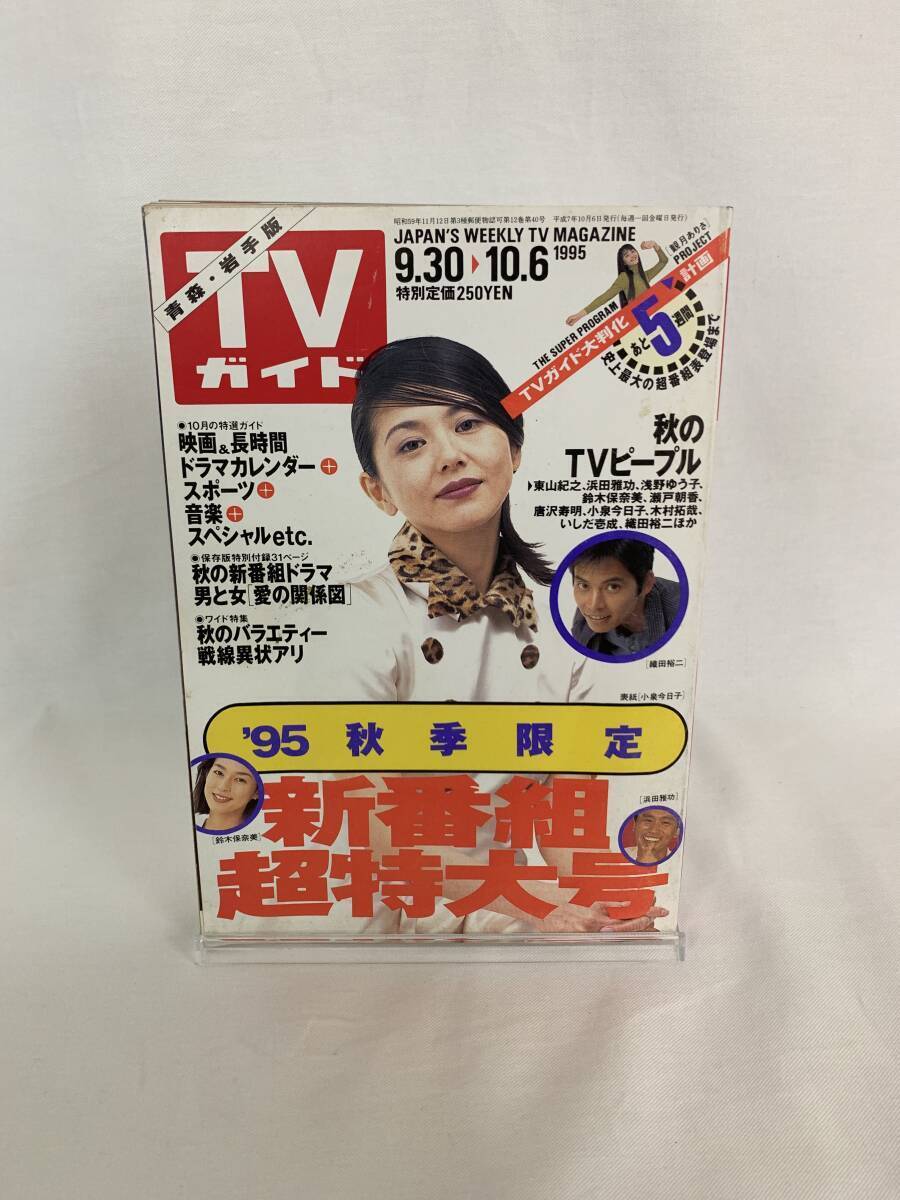 昭和59年11月12日第3種郵便物認可第12巻第40号 平成7年10月6日発行(毎週一回金曜日発行)
青森・岩手版
TV
ガイド
JAPAN'S WEEKLY TV MAGAZINE
9.30▶10.6 1995
特別定価250YEN
[観月ありさ]
PROJECT
計画
THE SUPER PROGRAM
TVガイド大判化
あと5週間
史上最大の超番組表登場まで
●10月の特選ガイド
映画&長時間
ドラマカレンダー+
スポーツ+
音楽+
スペシャルetc.
●保存版特別付録31ページ
秋の新番組ドラマ
男と女[愛の関係図]
●ワイド特集
秋のバラエティー
戦線異状アリ
秋の
TVピープル
▶東山紀之、浜田雅功、浅野ゆう子、
鈴木保奈美、瀬戸朝香、
唐沢寿明、小泉今日子、木村拓哉、
いしだ壱成、織田裕二ほか
[織田裕二]
表紙[小泉今日子]
'95 秋季限定
新番組
超特大号
[鈴木保奈美]
[浜田雅功]